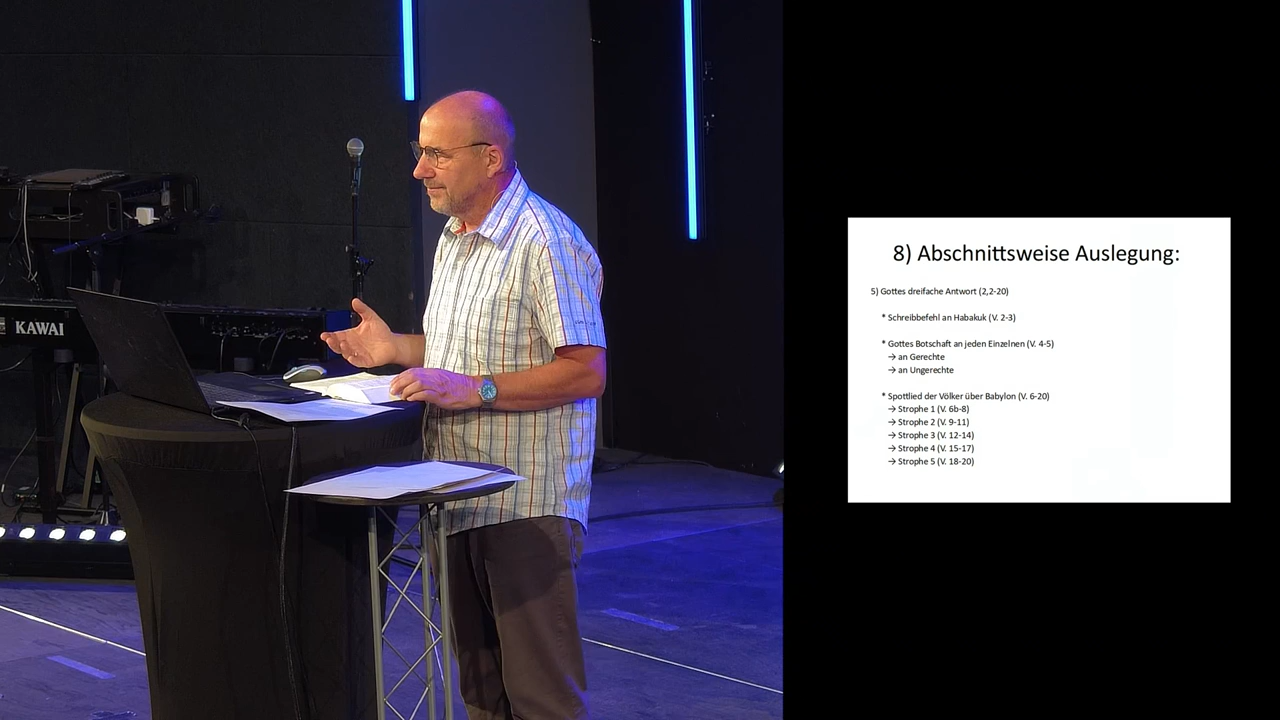 KAWAI
8) Abschnittsweise Auslegung:
5) Gottes dreifache Antwort (2,2-20)
* Schreibbefehl an Habakuk (V. 2-3)
* Gottes Botschaft an jeden Einzelnen (V. 4-5)
→ an Gerechte
→ an Ungerechte
* Spottlied der Völker über Babylon (V. 6-20)
→ Strophe 1 (V. 6b-8)
→ Strophe 2 (V. 9-11)
→ Strophe 3 (V. 12-14)
→ Strophe 4 (V. 15-17)
→ Strophe 5 (V. 18-20)